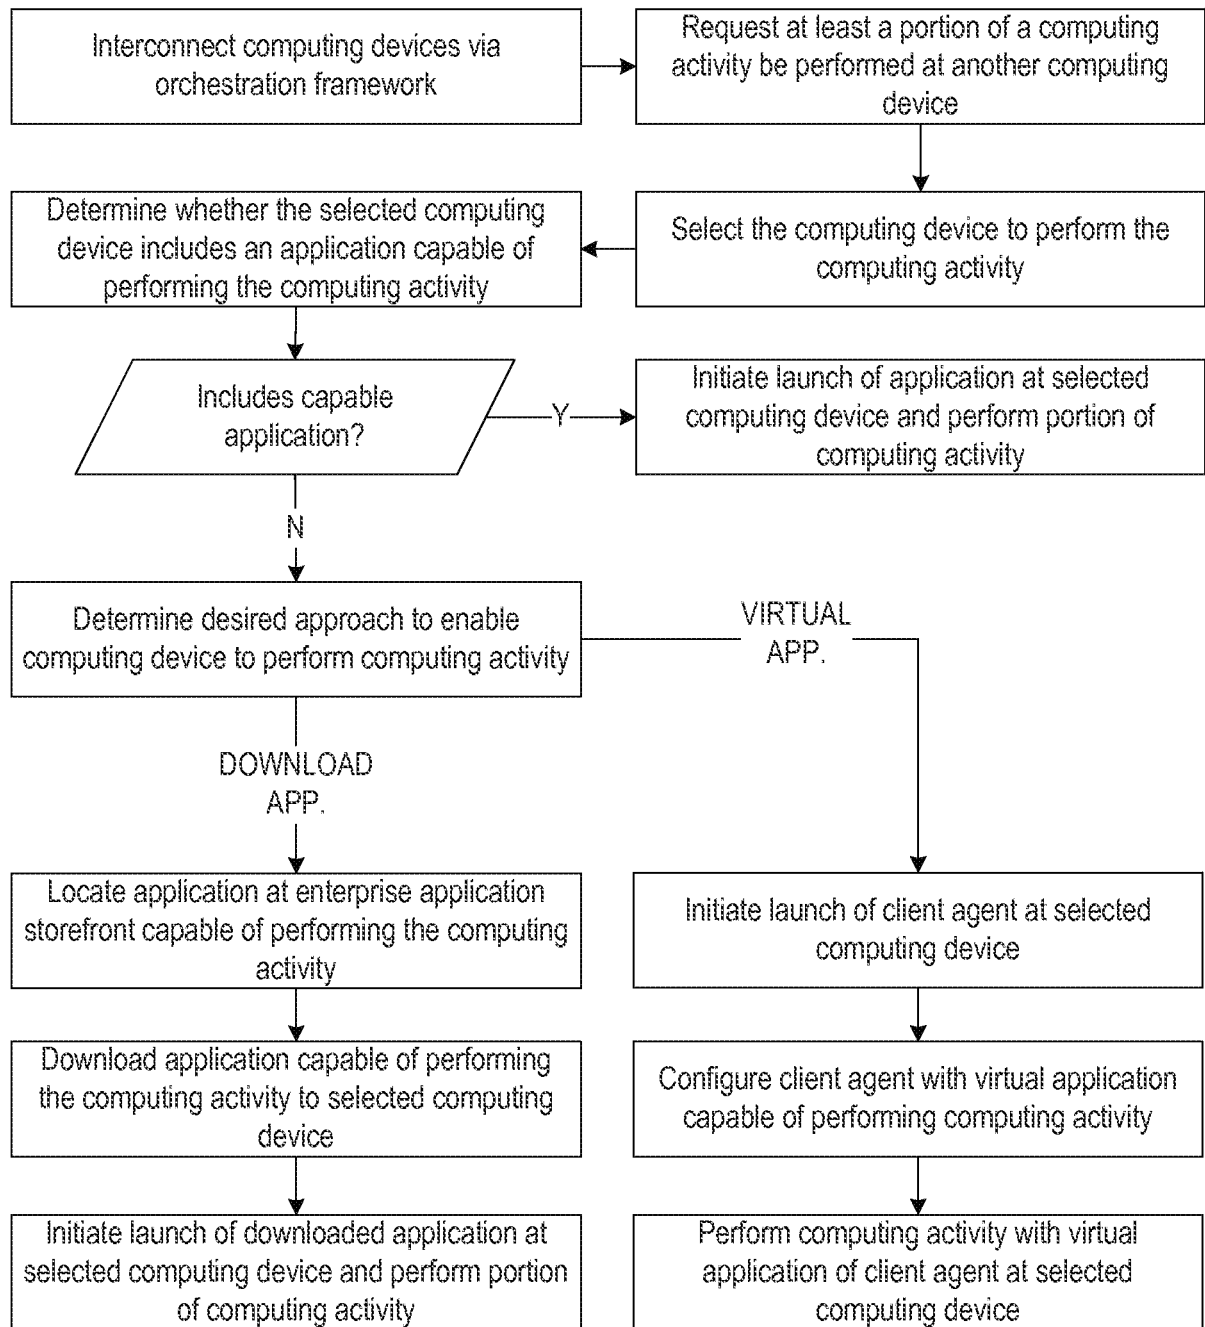 Interconnect computing devices via
orchestration framework
Request at least a portion of a computing
activity be performed at another computing
device
Determine whether the selected computing
device includes an application capable of
performing the computing activity
Select the computing device to perform the
computing activity
Includes capable
application?
Y
Initiate launch of application at selected
computing device and perform portion of
computing activity
N
Determine desired approach to enable
computing device to perform computing activity
VIRTUAL
APP.
DOWNLOAD
APP.
Locate application at enterprise application
storefront capable of performing the computing
activity
Initiate launch of client agent at selected
computing device
Download application capable of performing
the computing activity to selected computing
device
Configure client agent with virtual application
capable of performing computing activity
Initiate launch of downloaded application at
selected computing device and perform portion
of computing activity
Perform computing activity with virtual
application of client agent at selected
computing device